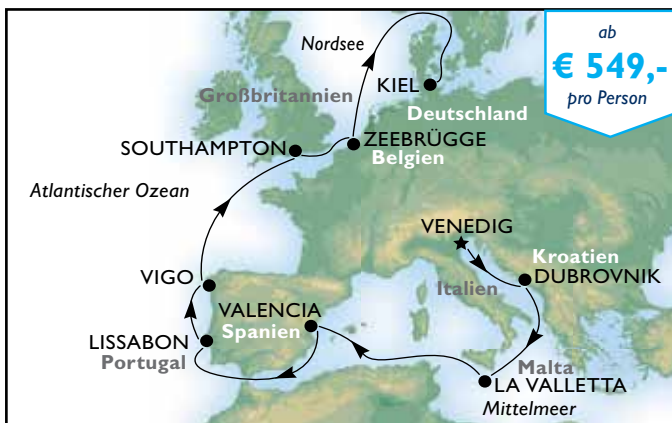 ab
€ 549,-
pro Person
Nordsee
KIEL
Großbritannien
Deutschland
SOUTHAMPTON
ZEEBRÜGGE
Belgien
Atlantischer Ozean
VENEDIG
Kroatien
DUBROVNIK
Italien
VIGO
VALENCIA
Spanien
LISSABON
Portugal
Malta
LA VALLETTA
Mittelmeer